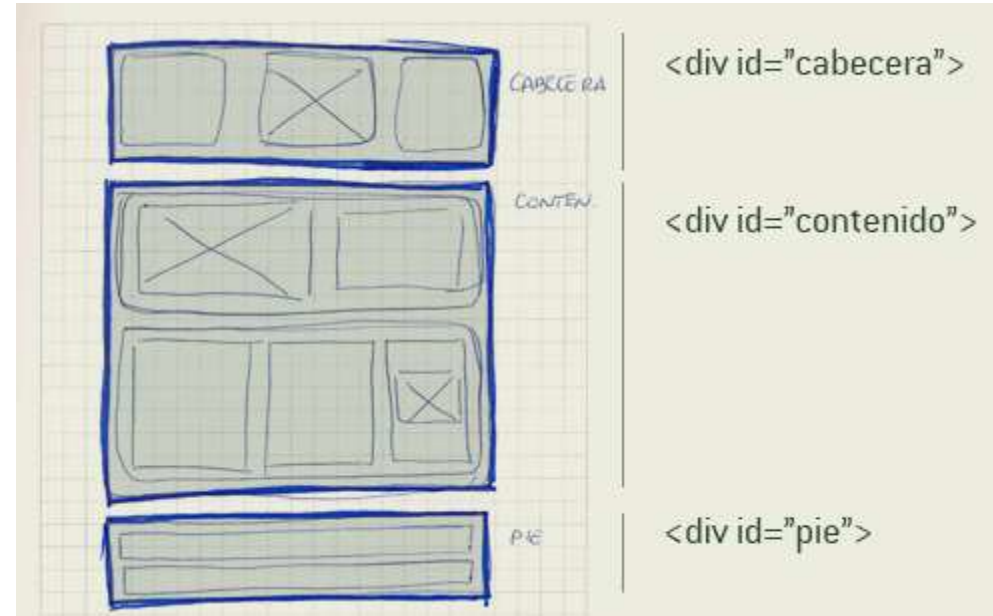 CABECERA
<div id=”cabecera”>
CONTEN.
<div id=”contenido”>
PIE
<div id=”pie”>